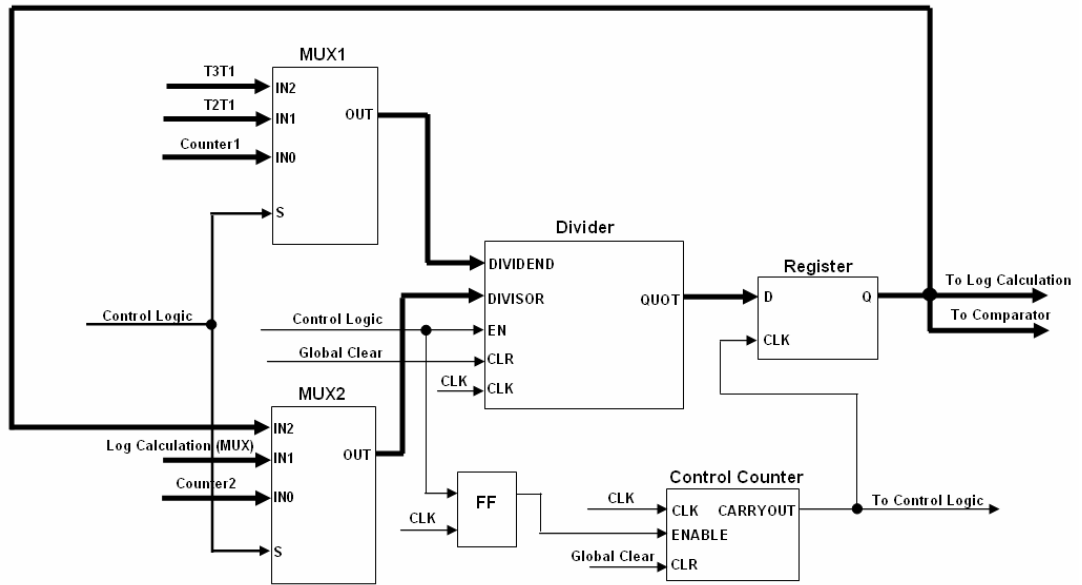 MUX1
T3T1
IN2
T2T1
IN1
OUT
Counter1
IN0
S
Divider
DIVIDEND
Register
DIVISOR
QUOT
D
Q
To Log Calculation
Control Logic
Control Logic
EN
To Comparator
Global Clear
CLR
CLK
CLK
CLK
MUX2
IN2
Log Calculation (MUX)
IN1
OUT
Counter2
IN0
S
FF
CLK
Control Counter
CLK
CLK
CARRYOUT
To Control Logic
ENABLE
Global Clear
CLR